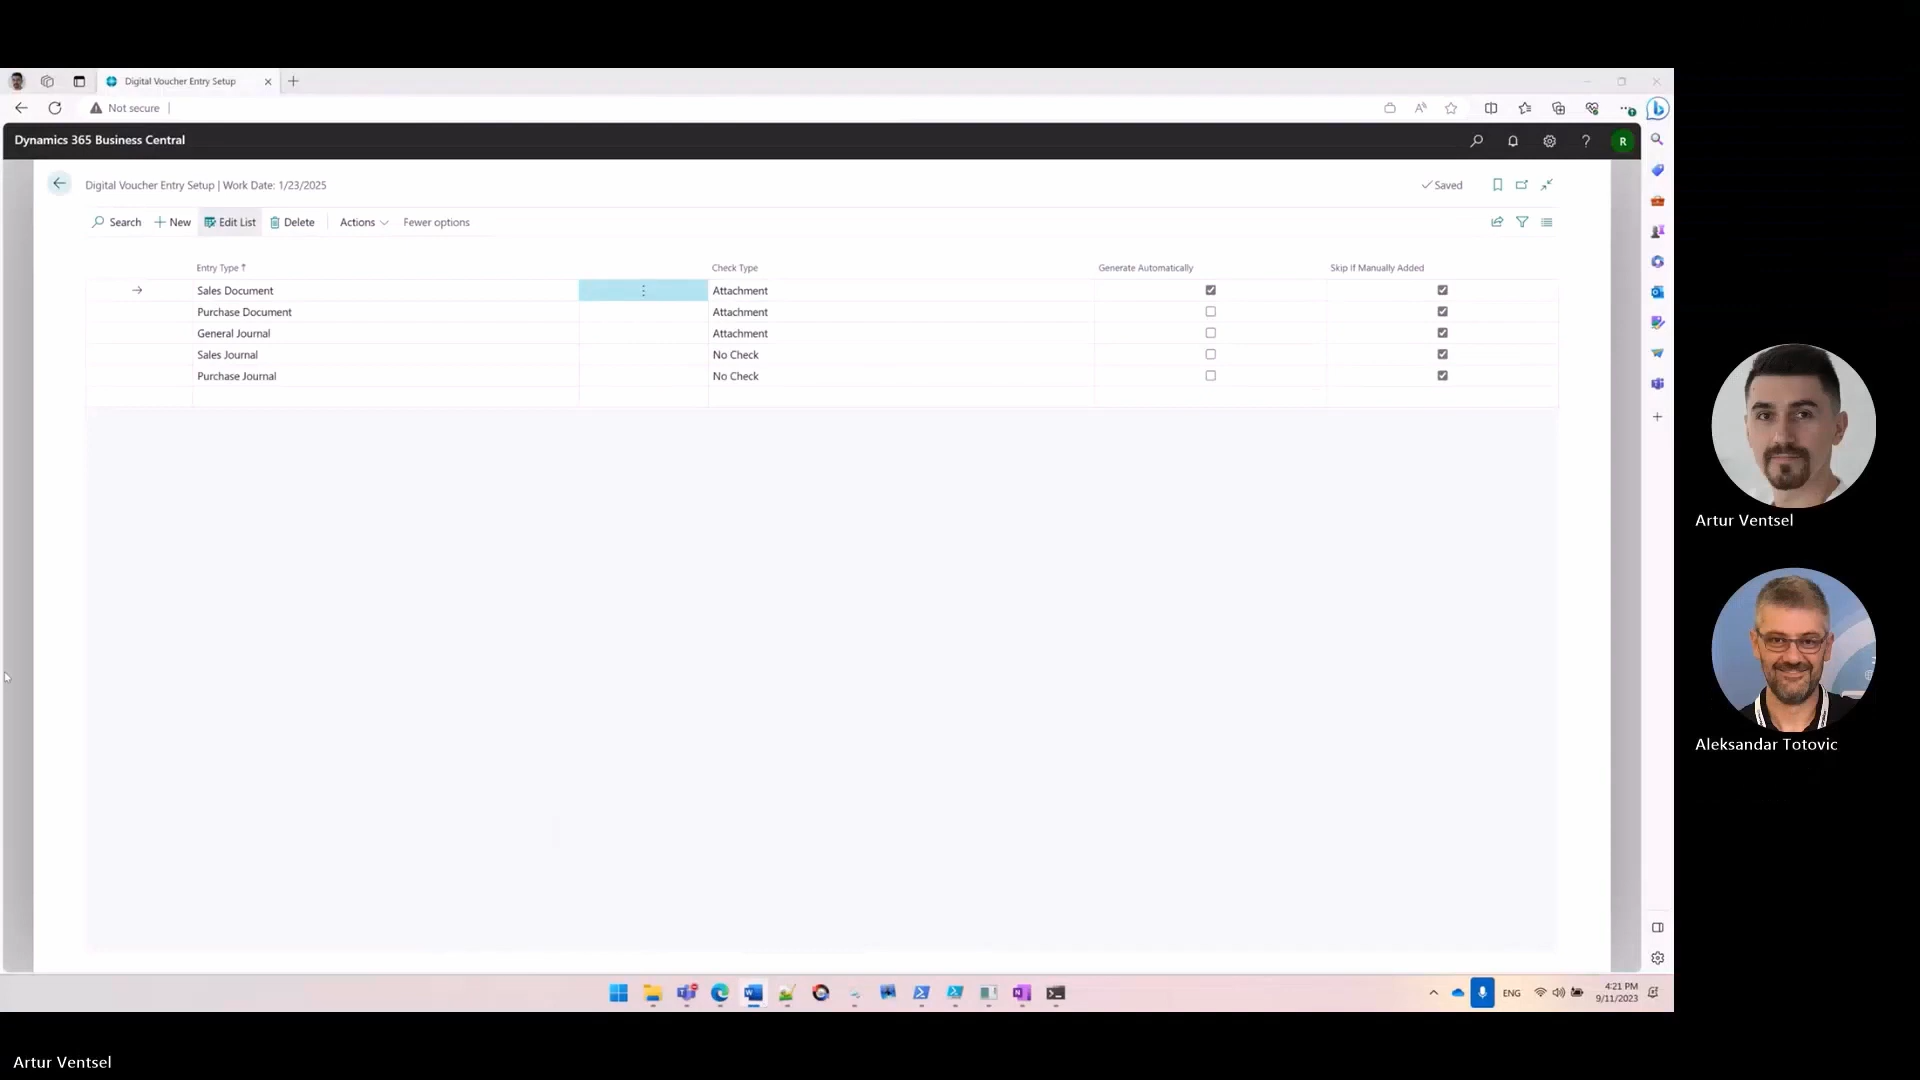 Digital Voucher Entry Setup
Not secure
Dynamics 365 Business Central
R
Digital Voucher Entry Setup | Work Date: 1/23/2025
Saved
Search New Edit List Delete Actions Fewer options
Entry Type ↑ Check Type Generate Automatically Skip If Manually Added
Sales Document Attachment
Purchase Document Attachment
General Journal Attachment
Sales Journal No Check
Purchase Journal No Check
Artur Ventsel
Aleksandar Totovic
ENG
4:21 PM
9/11/2023
Artur Ventsel